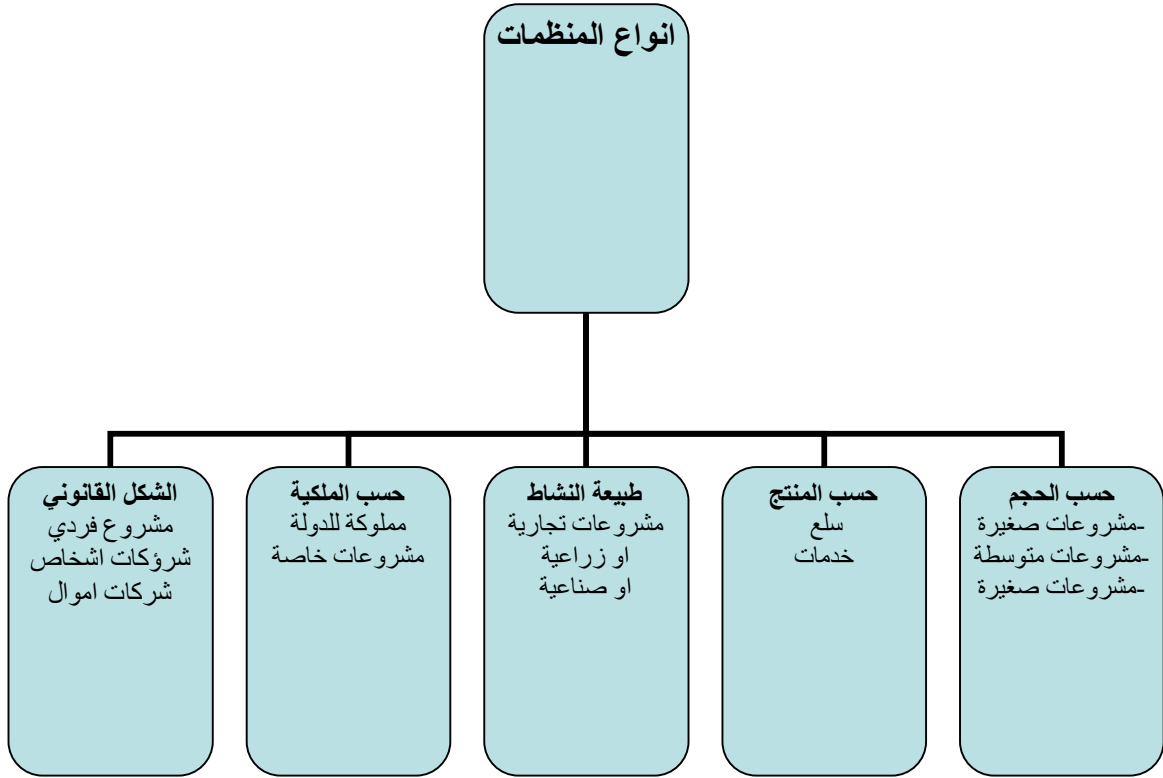 انواع المنظمات
حسب الحجم
-مشروعات صغيرة
-مشروعات متوسطة
-مشروعات صغيرة
حسب المنتج
سلع
خدمات
طبيعة النشاط
مشروعات تجارية
او زراعية
او صناعية
حسب الملكية
مملوكة للدولة
مشروعات خاصة
الشكل القانوني
مشروع فردي
شرؤكات اشخاص
شركات اموال